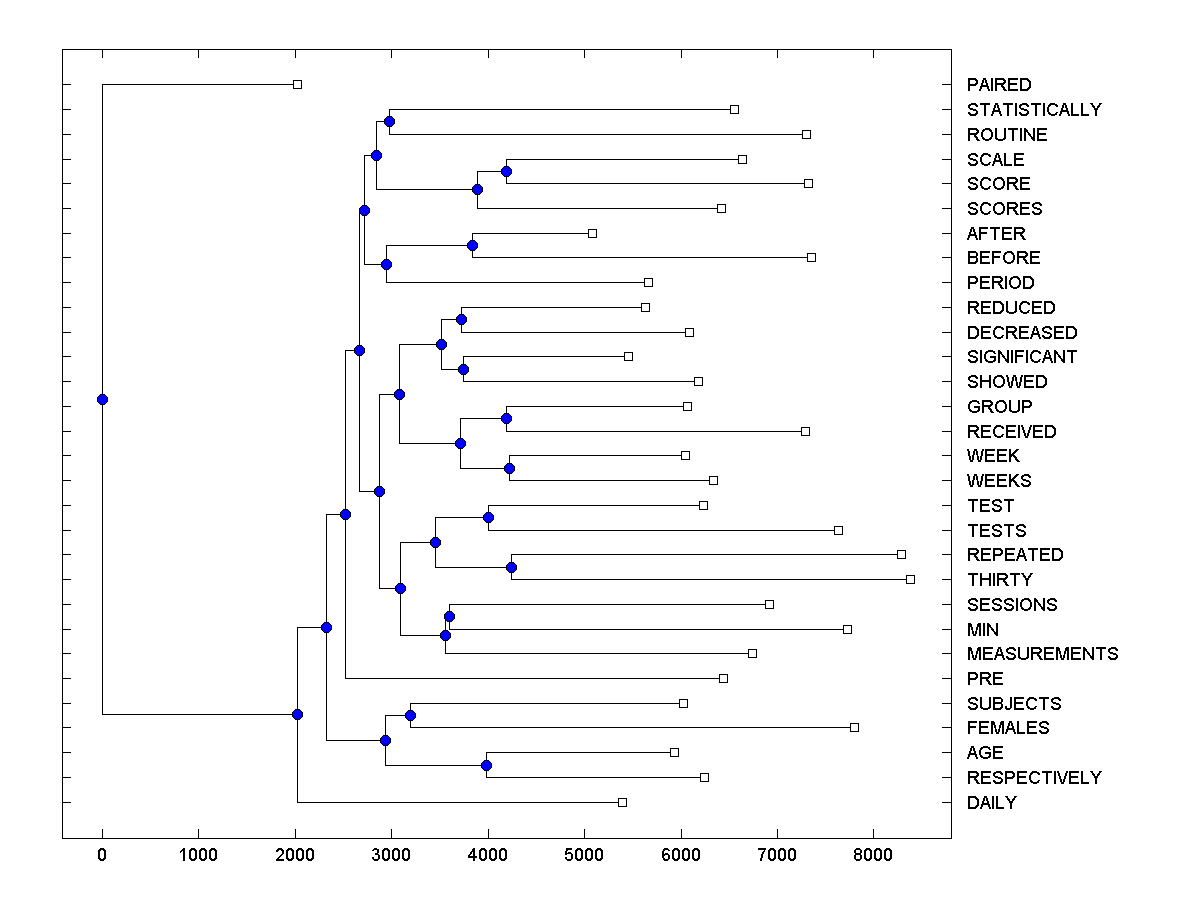 PAIRED
STATISTICALLY
ROUTINE
SCALE
SCORE
SCORES
AFTER
BEFORE
PERIOD
REDUCED
DECREASED
SIGNIFICANT
SHOWED
GROUP
RECEIVED
WEEK
WEEKS
TEST
TESTS
REPEATED
THIRTY
SESSIONS
MIN
MEASUREMENTS
PRE
SUBJECTS
FEMALES
AGE
RESPECTIVELY
DAILY
0 1000 2000 3000 4000 5000 6000 7000 8000